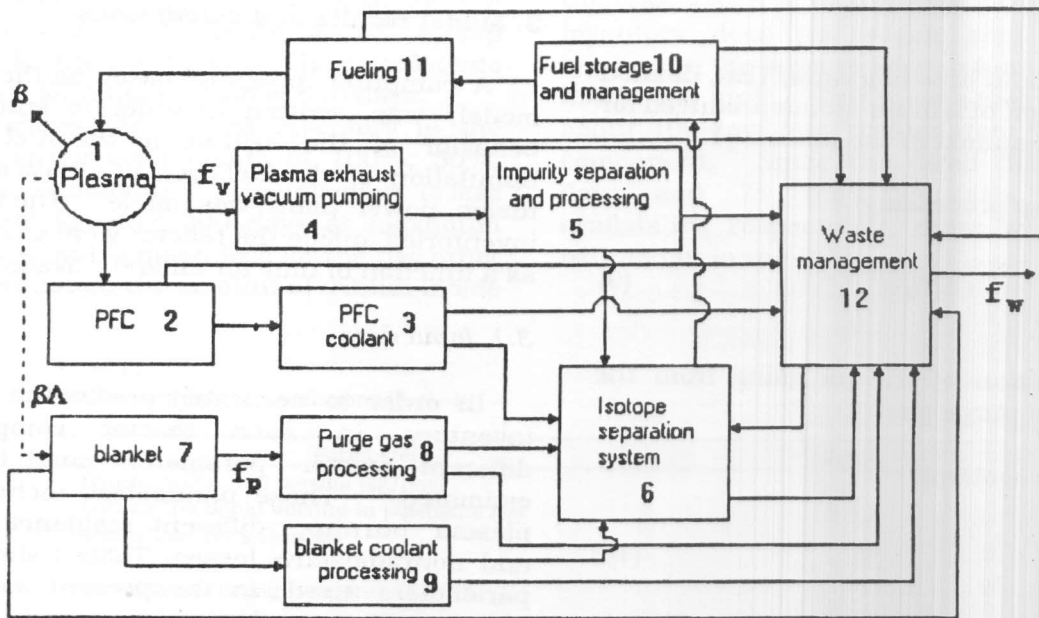 Fueling 11
Fuel storage 10
and management
β
1
Plasma
f_v
Plasma exhaust
vacuum pumping
4
Impurity separation
and processing
5
Waste
management
12
f_w
PFC 2
PFC 3
coolant
βΛ
Isotope
separation
system
6
blanket 7
f_p
Purge gas 8
processing
blanket coolant
processing
9